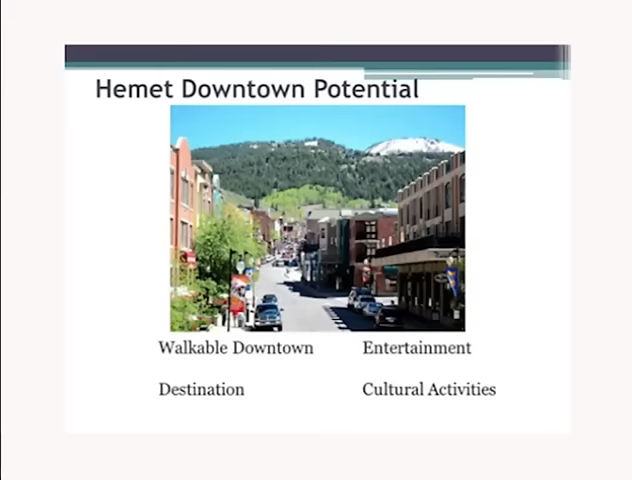 Hemet Downtown Potential
Walkable Downtown
Entertainment
Destination
Cultural Activities